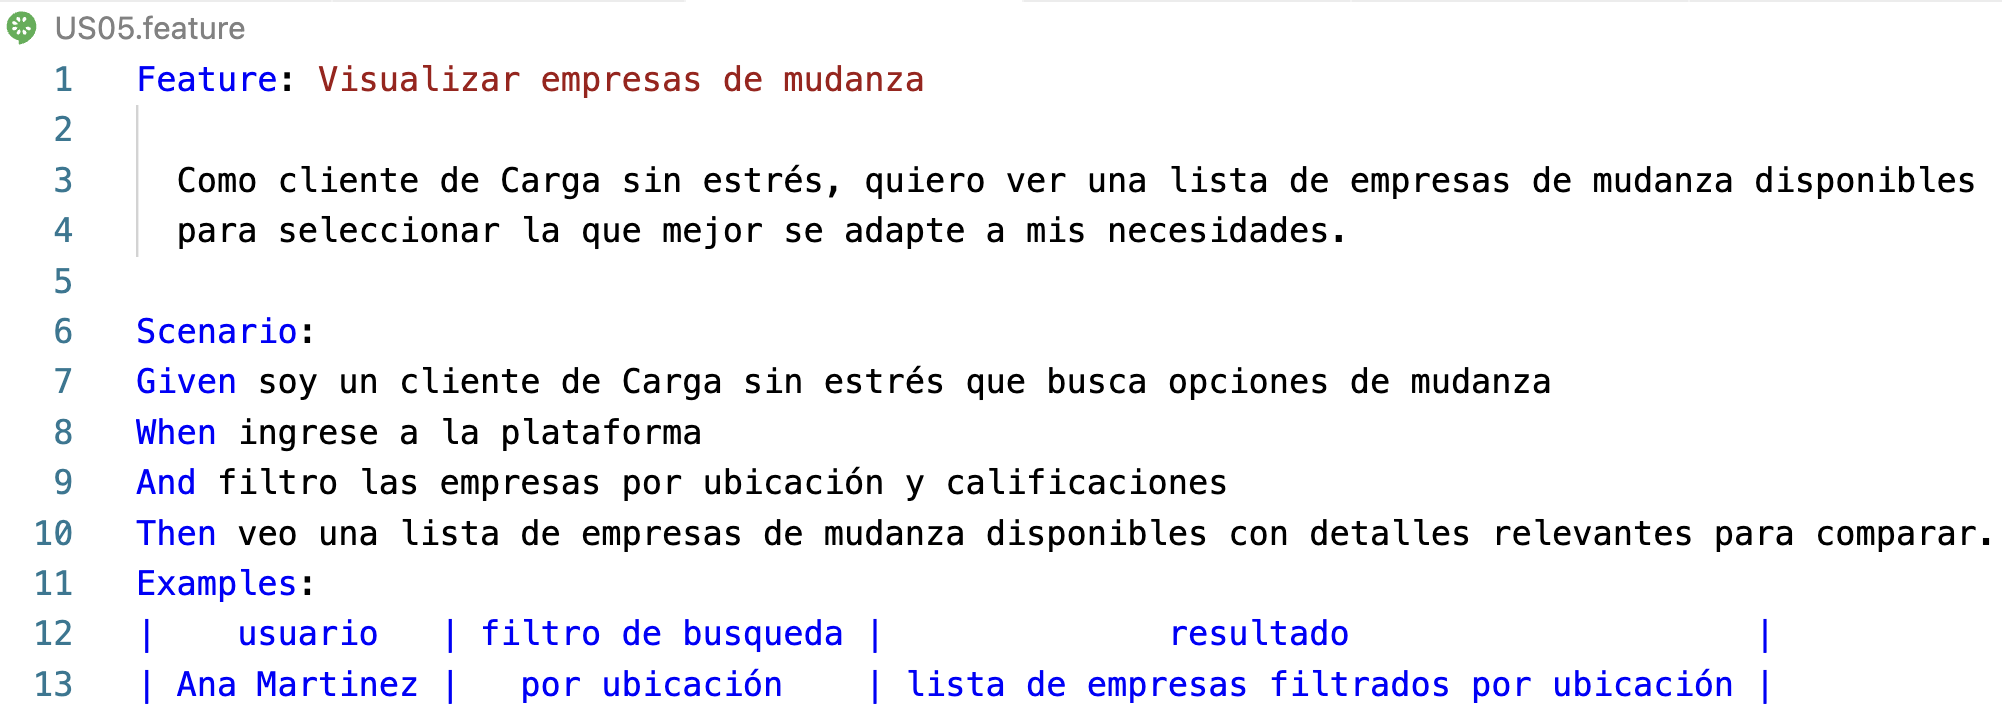 US05.feature
1 Feature: Visualizar empresas de mudanza
2
3 Como cliente de Carga sin estrés, quiero ver una lista de empresas de mudanza disponibles
4 para seleccionar la que mejor se adapte a mis necesidades.
5
6 Scenario:
7 Given soy un cliente de Carga sin estrés que busca opciones de mudanza
8 When ingrese a la plataforma
9 And filtro las empresas por ubicación y calificaciones
10 Then veo una lista de empresas de mudanza disponibles con detalles relevantes para comparar.
11 Examples:
12 | usuario | filtro de busqueda | resultado |
13 | Ana Martinez | por ubicación | lista de empresas filtrados por ubicación |